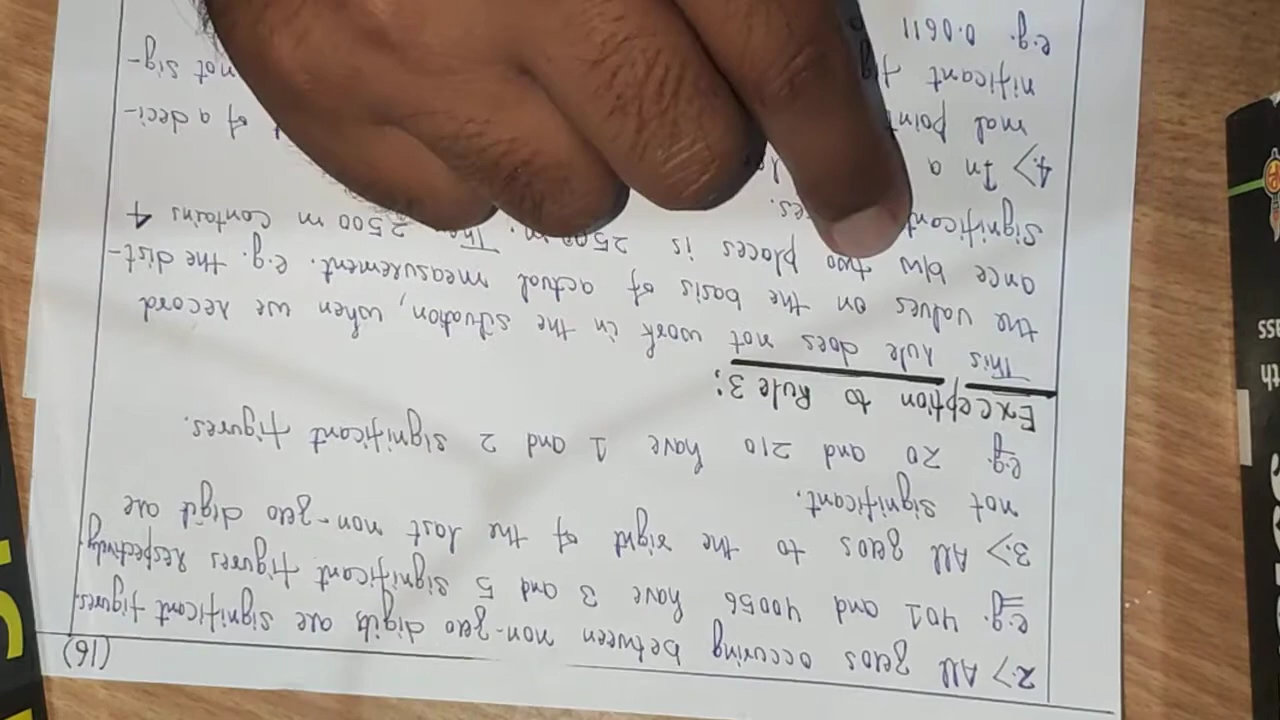 (16)
2.> All zeros occuring between non-zero digits are significant figures.
e.g. 401 and 40056 have 3 and 5 significant figures respectively.
3.> All zeros to the right of the last non-zero digit are
not significant.
e.g. 20 and 210 have 1 and 2 significant figures.
Exception to Rule 3:
This rule does not work in the situation, when we record
the values on the basis of actual measurement. e.g. the dist-
ance b/w two places is 2500 m. The 2500 m contains 4
significant
4.> In a of a deci-
mal point not sig-
nificant
e.g. 0.0611